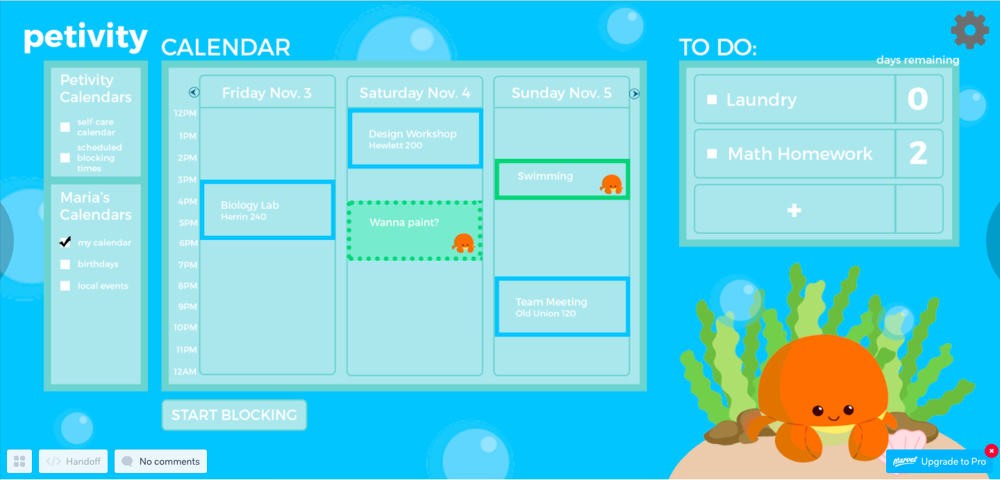 petivity
CALENDAR
TO DO:
days remaining
Petivity
Calendars
self-care
calendar
scheduled
blocking
times
Maria's
Calendars
my calendar
birthdays
local events
Friday Nov. 3
Saturday Nov. 4
Sunday Nov. 5
12PM
1PM
2PM
3PM
4PM
5PM
6PM
7PM
8PM
9PM
10PM
11PM
12AM
Biology Lab
Herrin 240
Design Workshop
Hewlett 200
Wanna paint?
Swimming
Team Meeting
Old Union 120
Laundry
0
Math Homework
2
+
START BLOCKING
</> Handoff
No comments
Marvel Upgrade to Pro